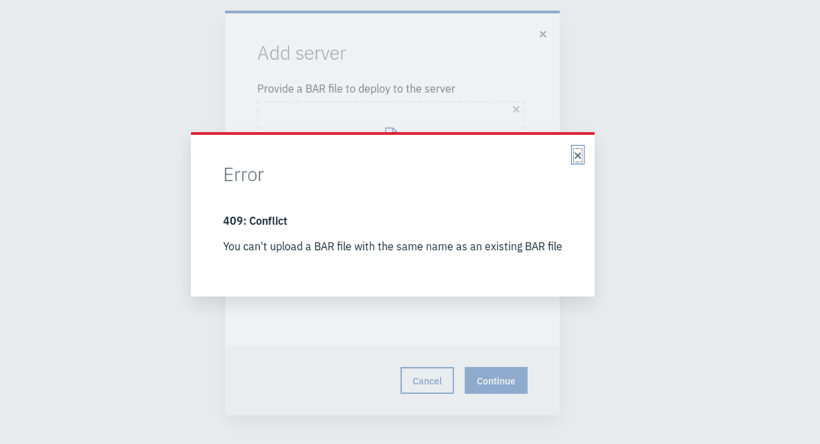 Add server
Provide a BAR file to deploy to the server
Error
409: Conflict
You can't upload a BAR file with the same name as an existing BAR file
Cancel
Continue